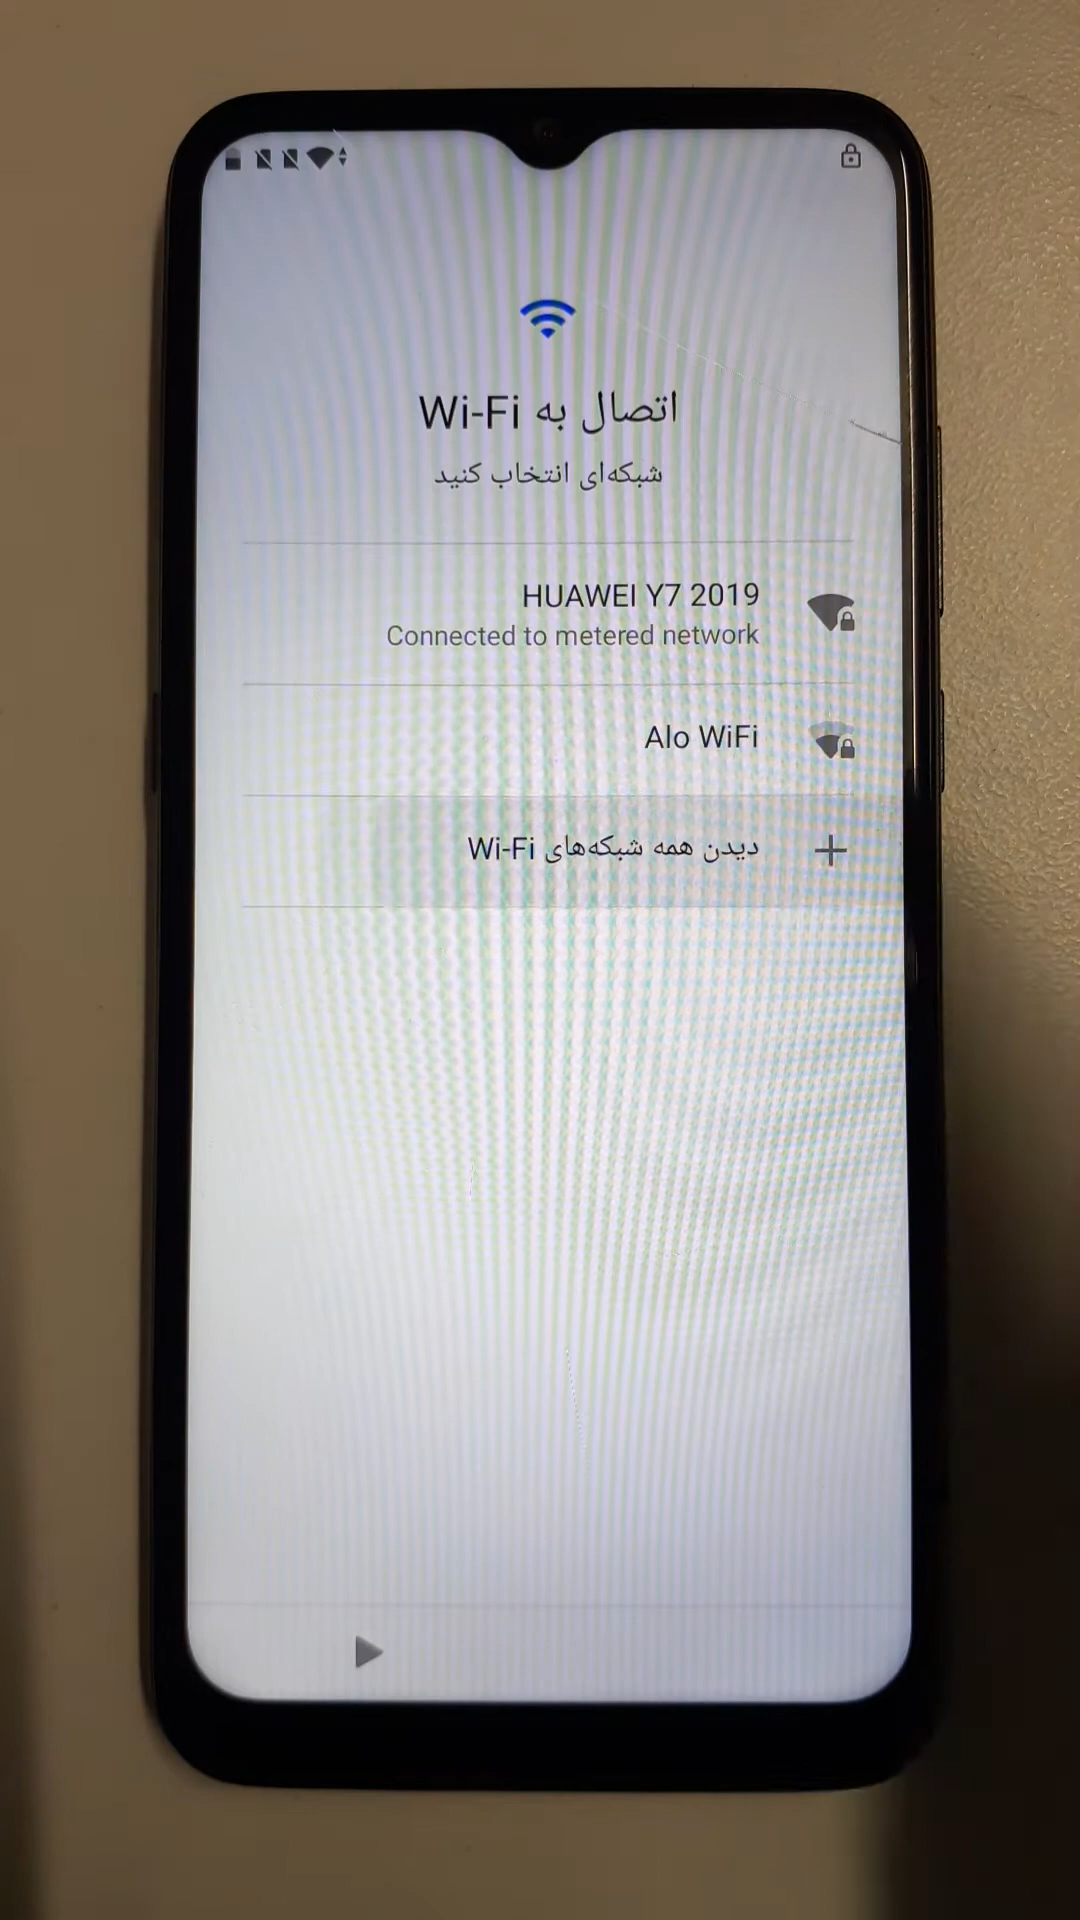 اتصال به Wi-Fi
شبکه‌ای انتخاب کنید
HUAWEI Y7 2019
Connected to metered network
Alo WiFi
دیدن همه شبکه‌های Wi-Fi